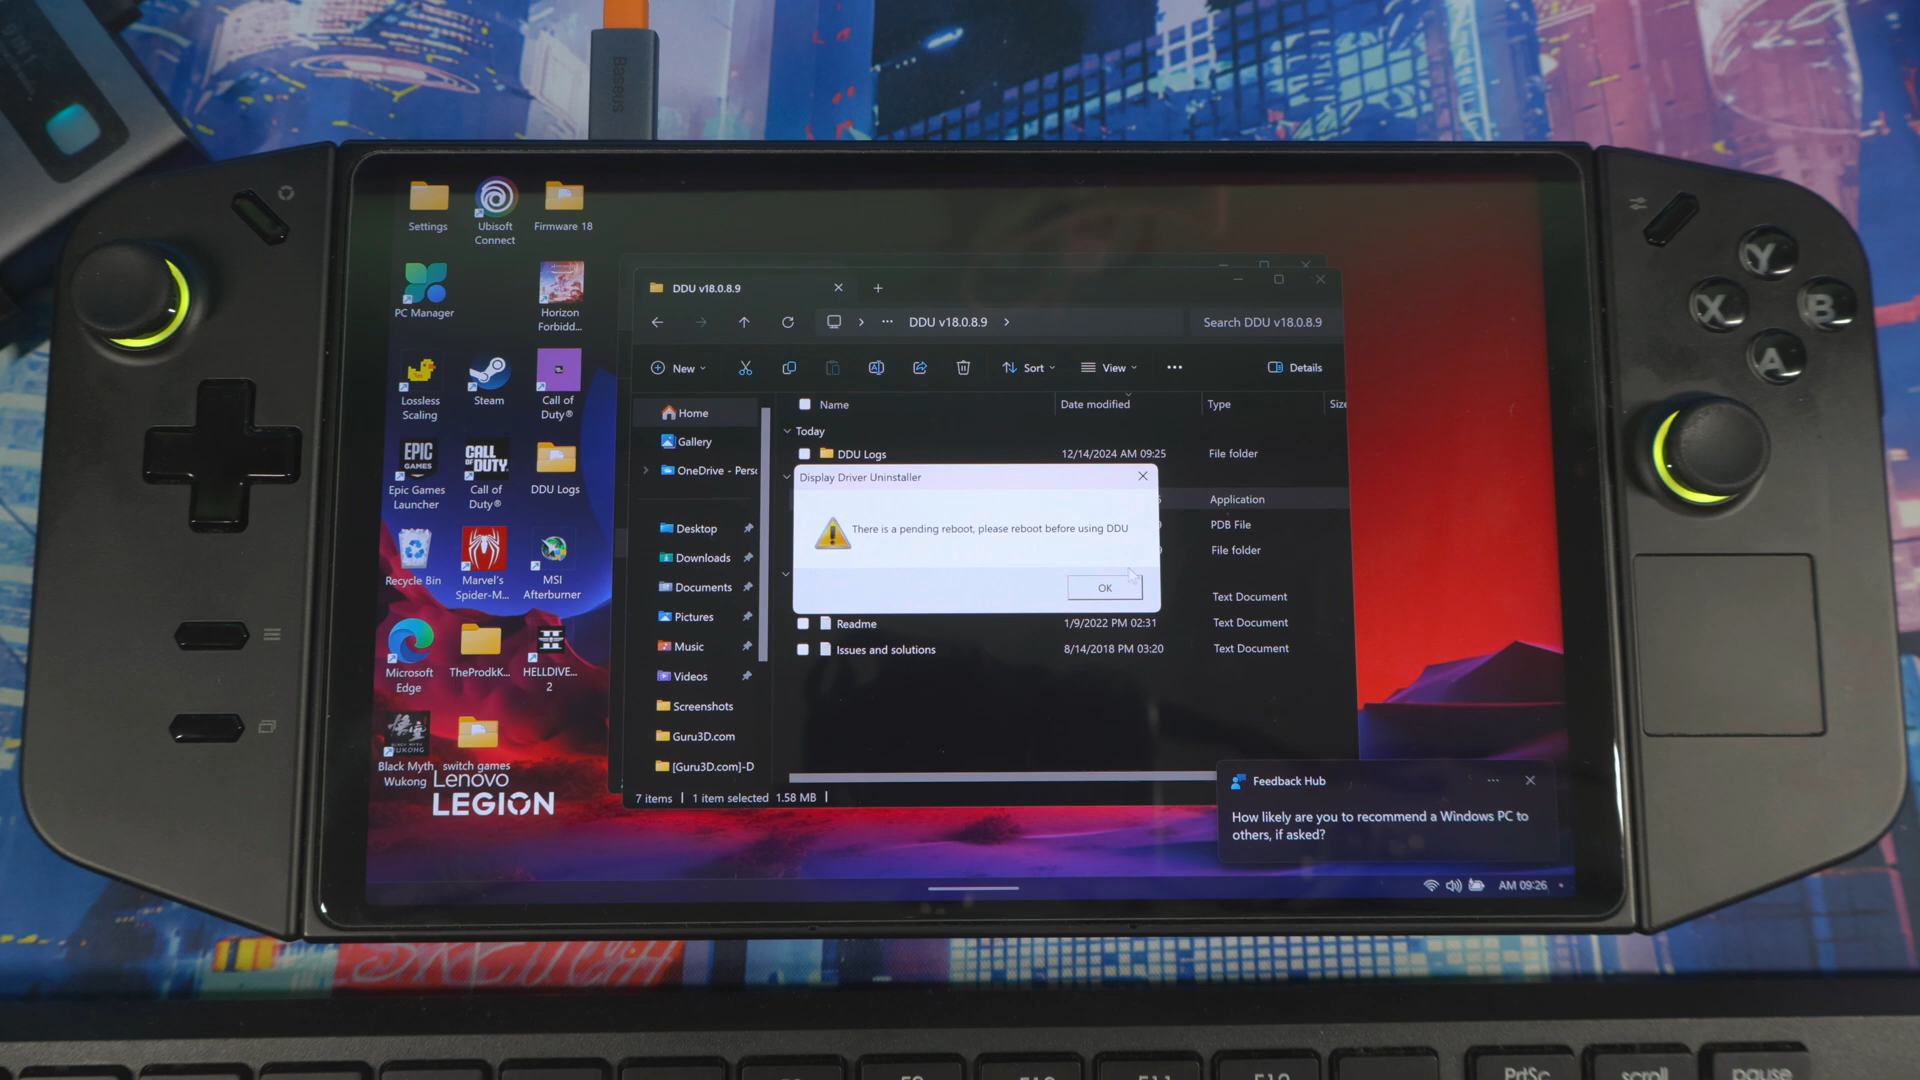 Baseus
Settings
Ubisoft
Connect
Firmware 18
PC Manager
Horizon
Forbidd...
Lossless
Scaling
Steam
Call of
Duty®
EPIC
GAMES
Epic Games
Launcher
CALL OF
DUTY
Call of
Duty®
DDU Logs
Recycle Bin
Marvel's
Spider-M...
MSI
Afterburner
Microsoft
Edge
TheProdkK...
HELLDIVE...
2
Black Myth
Wukong
switch games
Lenovo
LEGION
DDU v18.0.8.9
DDU v18.0.8.9
Search DDU v18.0.8.9
New
Sort
View
Details
Home
Gallery
OneDrive - Perso
Desktop
Downloads
Documents
Pictures
Music
Videos
Screenshots
Guru3D.com
[Guru3D.com]-D
Name
Date modified
Type
Size
Today
DDU Logs
12/14/2024 AM 09:25
File folder
Application
PDB File
File folder
Text Document
Readme
1/9/2022 PM 02:31
Text Document
Issues and solutions
8/14/2018 PM 03:20
Text Document
Display Driver Uninstaller
There is a pending reboot, please reboot before using DDU
OK
7 items
1 item selected 1.58 MB
Feedback Hub
How likely are you to recommend a Windows PC to
others, if asked?
AM 09:26
Y
X
B
A
F10
F11
F12
PrtSc
scroll
pause